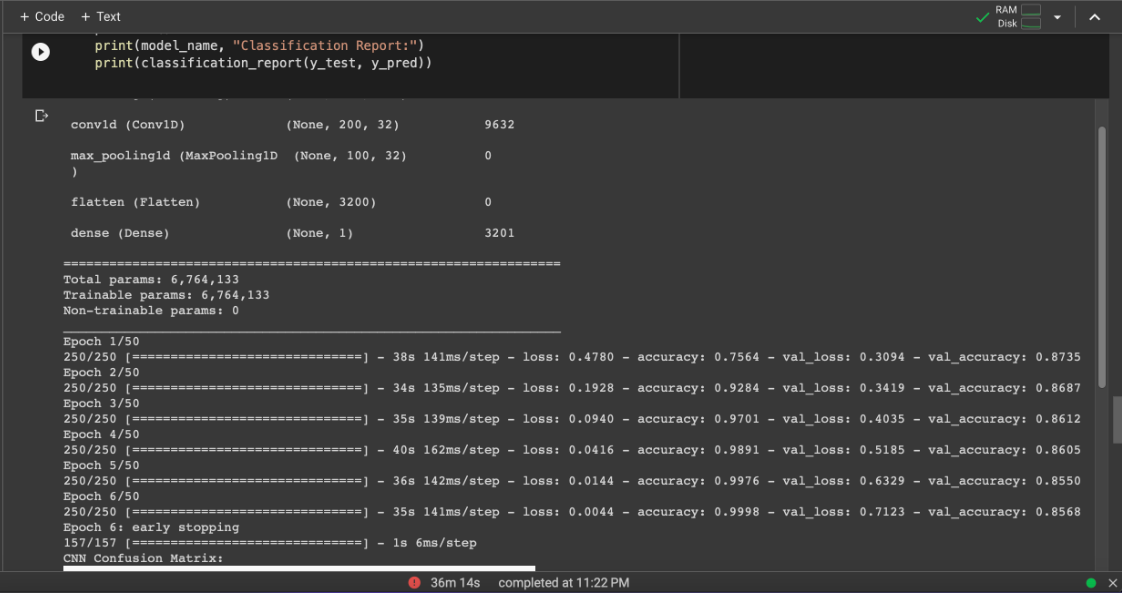 + Code + Text
RAM
Disk
print(model_name, "Classification Report:")
print(classification_report(y_test, y_pred))
conv1d (Conv1D) (None, 200, 32) 9632
max_pooling1d (MaxPooling1D (None, 100, 32) 0
)
flatten (Flatten) (None, 3200) 0
dense (Dense) (None, 1) 3201
=================================================================
Total params: 6,764,133
Trainable params: 6,764,133
Non-trainable params: 0
_________________________________________________________________
Epoch 1/50
250/250 [==============================] - 38s 141ms/step - loss: 0.4780 - accuracy: 0.7564 - val_loss: 0.3094 - val_accuracy: 0.8735
Epoch 2/50
250/250 [==============================] - 34s 135ms/step - loss: 0.1928 - accuracy: 0.9284 - val_loss: 0.3419 - val_accuracy: 0.8687
Epoch 3/50
250/250 [==============================] - 35s 139ms/step - loss: 0.0940 - accuracy: 0.9701 - val_loss: 0.4035 - val_accuracy: 0.8612
Epoch 4/50
250/250 [==============================] - 40s 162ms/step - loss: 0.0416 - accuracy: 0.9891 - val_loss: 0.5185 - val_accuracy: 0.8605
Epoch 5/50
250/250 [==============================] - 36s 142ms/step - loss: 0.0144 - accuracy: 0.9976 - val_loss: 0.6329 - val_accuracy: 0.8550
Epoch 6/50
250/250 [==============================] - 35s 141ms/step - loss: 0.0044 - accuracy: 0.9998 - val_loss: 0.7123 - val_accuracy: 0.8568
Epoch 6: early stopping
157/157 [==============================] - 1s 6ms/step
CNN Confusion Matrix:
36m 14s completed at 11:22 PM